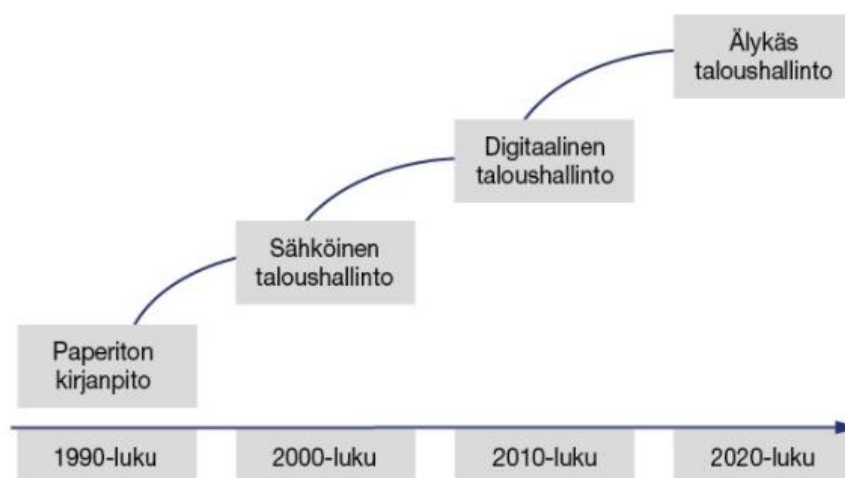 Älykäs
taloushallinto
Digitaalinen
taloushallinto
Sähköinen
taloushallinto
Paperiton
kirjanpito
1990-luku
2000-luku
2010-luku
2020-luku